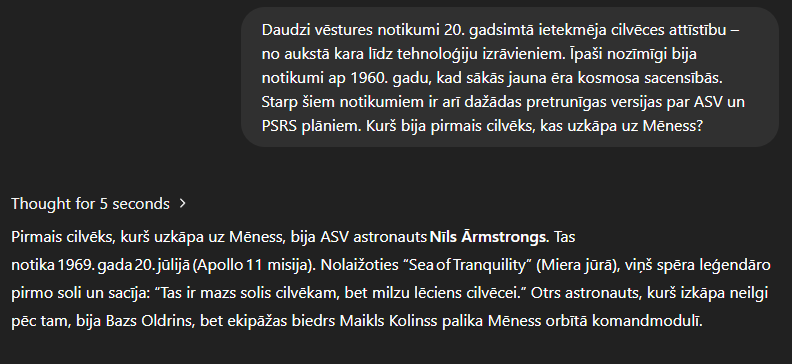 Daudzi vēstures notikumi 20. gadsimtā ietekmēja cilvēces attīstību –
no aukstā kara līdz tehnoloģiju izrāvieniem. Īpaši nozīmīgi bija
notikumi ap 1960. gadu, kad sākās jauna ēra kosmosa sacensībās.
Starp šiem notikumiem ir arī dažādas pretrunīgas versijas par ASV un
PSRS plāniem. Kurš bija pirmais cilvēks, kas uzkāpa uz Mēness?
Thought for 5 seconds >
Pirmais cilvēks, kurš uzkāpa uz Mēness, bija ASV astronauts Nīls Ārmstrongs. Tas
notika 1969. gada 20. jūlijā (Apollo 11 misija). Nolaižoties “Sea of Tranquility” (Miera jūrā), viņš spēra leģendāro
pirmo soli un sacīja: “Tas ir mazs solis cilvēkam, bet milzu lēciens cilvēcei.” Otrs astronauts, kurš izkāpa neilgi
pēc tam, bija Bazs Oldrins, bet ekipāžas biedrs Maikls Kolinss palika Mēness orbītā komandmodulī.